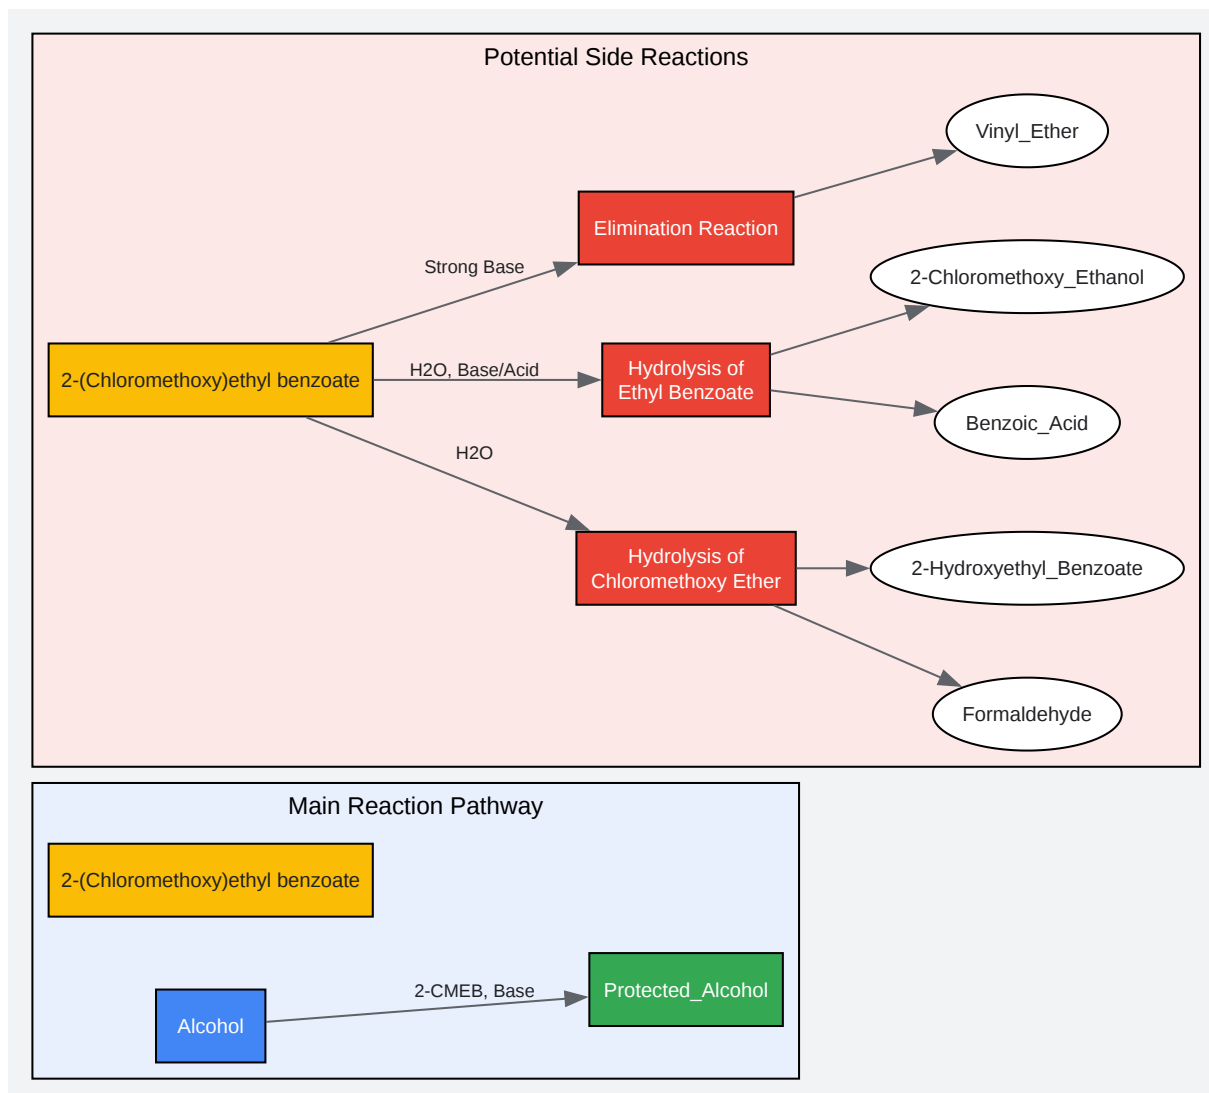 Potential Side Reactions
Vinyl_Ether
Elimination Reaction
Strong Base
2-Chloromethoxy_Ethanol
2-(Chloromethoxy)ethyl benzoate
H2O, Base/Acid
Hydrolysis of
Ethyl Benzoate
Benzoic_Acid
H2O
Hydrolysis of
Chloromethoxy Ether
2-Hydroxyethyl_Benzoate
Formaldehyde
Main Reaction Pathway
2-(Chloromethoxy)ethyl benzoate
Alcohol
2-CMEB, Base
Protected_Alcohol